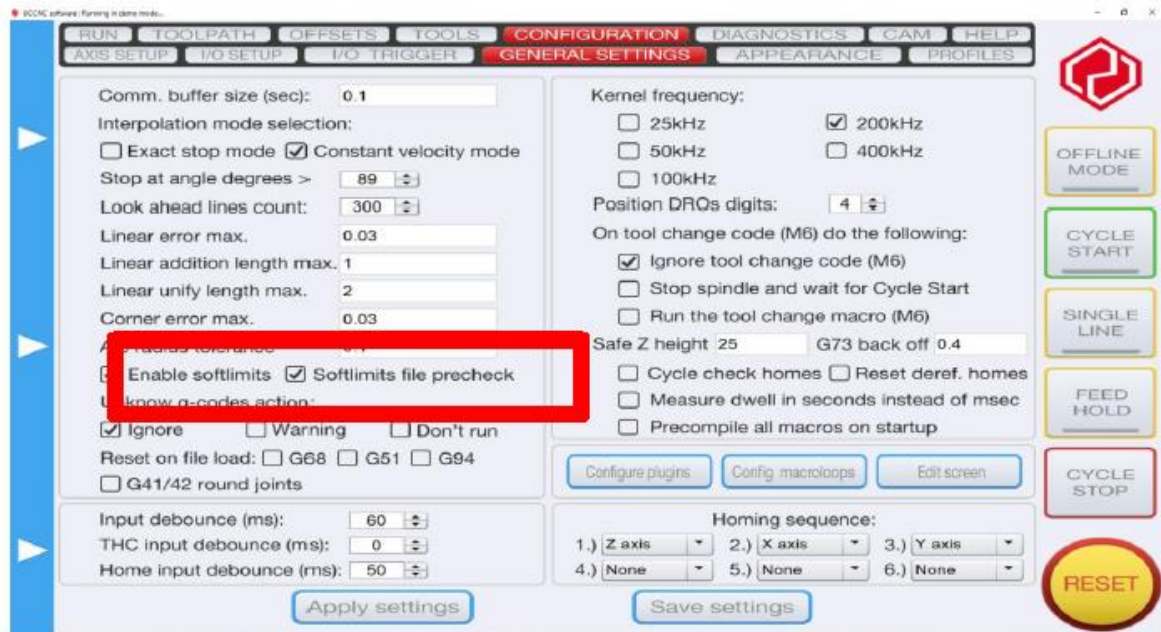 UCCNC software | Running in demo mode...
RUN TOOLPATH OFFSETS TOOLS CONFIGURATION DIAGNOSTICS CAM HELP
AXIS SETUP I/O SETUP I/O TRIGGER GENERAL SETTINGS APPEARANCE PROFILES
Comm. buffer size (sec): 0.1
Interpolation mode selection:
Exact stop mode Constant velocity mode
Stop at angle degrees > 89
Look ahead lines count: 300
Linear error max. 0.03
Linear addition length max. 1
Linear unify length max. 2
Corner error max. 0.03
radius tolerance
Enable softlimits Softlimits file precheck
g-codes action:
Ignore Warning Don't run
Reset on file load: G68 G51 G94
G41/42 round joints
Input debounce (ms): 60
THC input debounce (ms): 0
Home input debounce (ms): 50
Apply settings
Kernel frequency:
25kHz 200kHz
50kHz 400kHz
100kHz
Position DROs digits: 4
On tool change code (M6) do the following:
Ignore tool change code (M6)
Stop spindle and wait for Cycle Start
Run the tool change macro (M6)
Safe Z height 25 G73 back off 0.4
Cycle check homes Reset deref. homes
Measure dwell in seconds instead of msec
Precompile all macros on startup
Configure plugins Config. macroloops Edit screen
Homing sequence:
1.) Z axis 2.) X axis 3.) Y axis
4.) None 5.) None 6.) None
Save settings
OFFLINE
MODE
CYCLE
START
SINGLE
LINE
FEED
HOLD
CYCLE
STOP
RESET